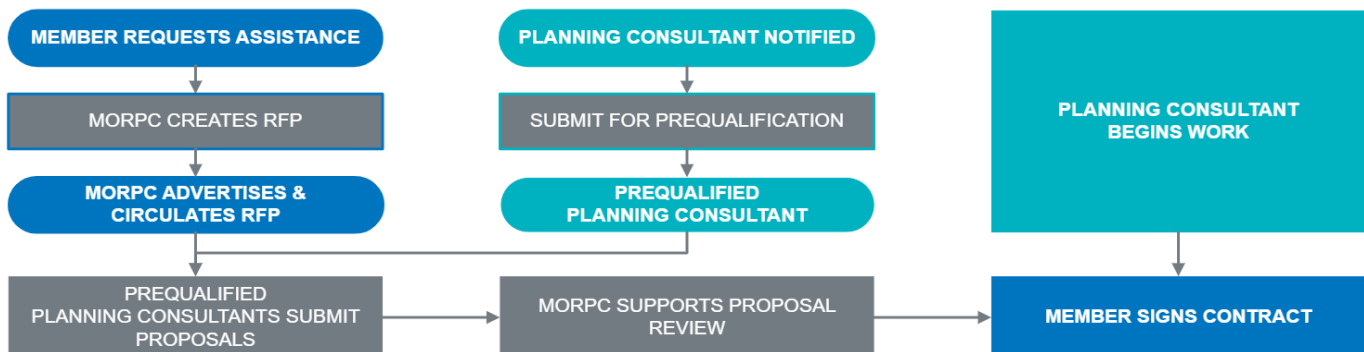 MEMBER REQUESTS ASSISTANCE
PLANNING CONSULTANT NOTIFIED
MORPC CREATES RFP
SUBMIT FOR PREQUALIFICATION
PLANNING CONSULTANT
BEGINS WORK
MORPC ADVERTISES &
CIRCULATES RFP
PREQUALIFIED
PLANNING CONSULTANT
PREQUALIFIED
PLANNING CONSULTANTS SUBMIT
PROPOSALS
MORPC SUPPORTS PROPOSAL
REVIEW
MEMBER SIGNS CONTRACT